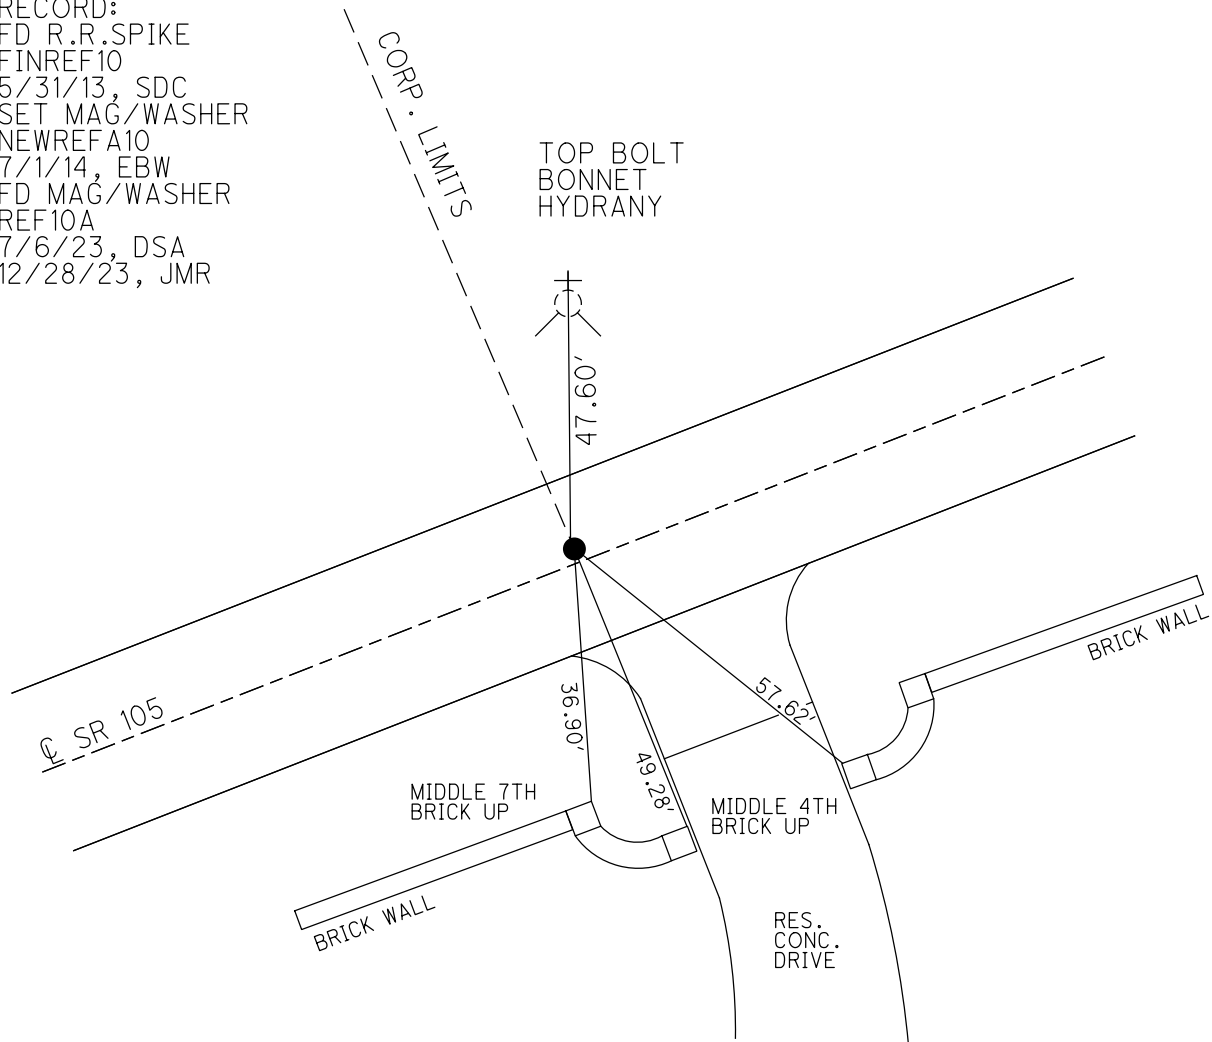 RECORD:
FD R.R.SPIKE
FINREF10
5/31/13, SDC
SET MAG/WASHER
NEWREFA10
7/1/14, EBW
FD MAG/WASHER
REF10A
7/6/23, DSA
12/28/23, JMR
CORP. LIMITS
TOP BOLT
BONNET
HYDRANY
47.60'
℄ SR 105
36.90'
49.28'
57.62'
BRICK WALL
MIDDLE 7TH
BRICK UP
MIDDLE 4TH
BRICK UP
BRICK WALL
RES.
CONC.
DRIVE